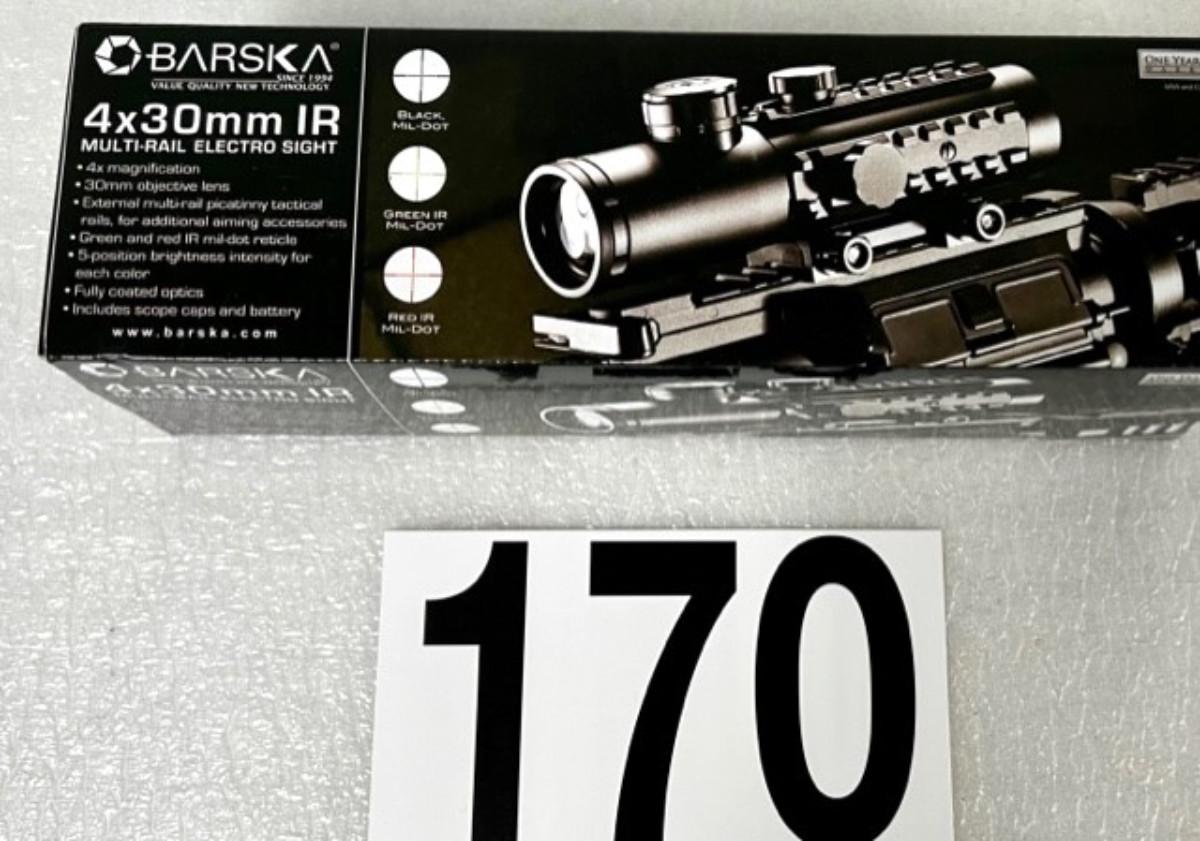 BARSKA®
SINCE 1994
VALUE QUALITY NEW TECHNOLOGY
4x30mm IR
MULTI-RAIL ELECTRO SIGHT
• 4x magnification
• 30mm objective lens
• External multi-rail picatinny tactical
rails, for additional aiming accessories
• Green and red IR mil-dot reticle
• 5-position brightness intensity for
each color
• Fully coated optics
• Includes scope caps and battery
www.barska.com
BLACK,
MIL-DOT
GREEN IR
MIL-DOT
RED IR
MIL-DOT
ONE YEAR
BARSKA
4x30mm IR
170